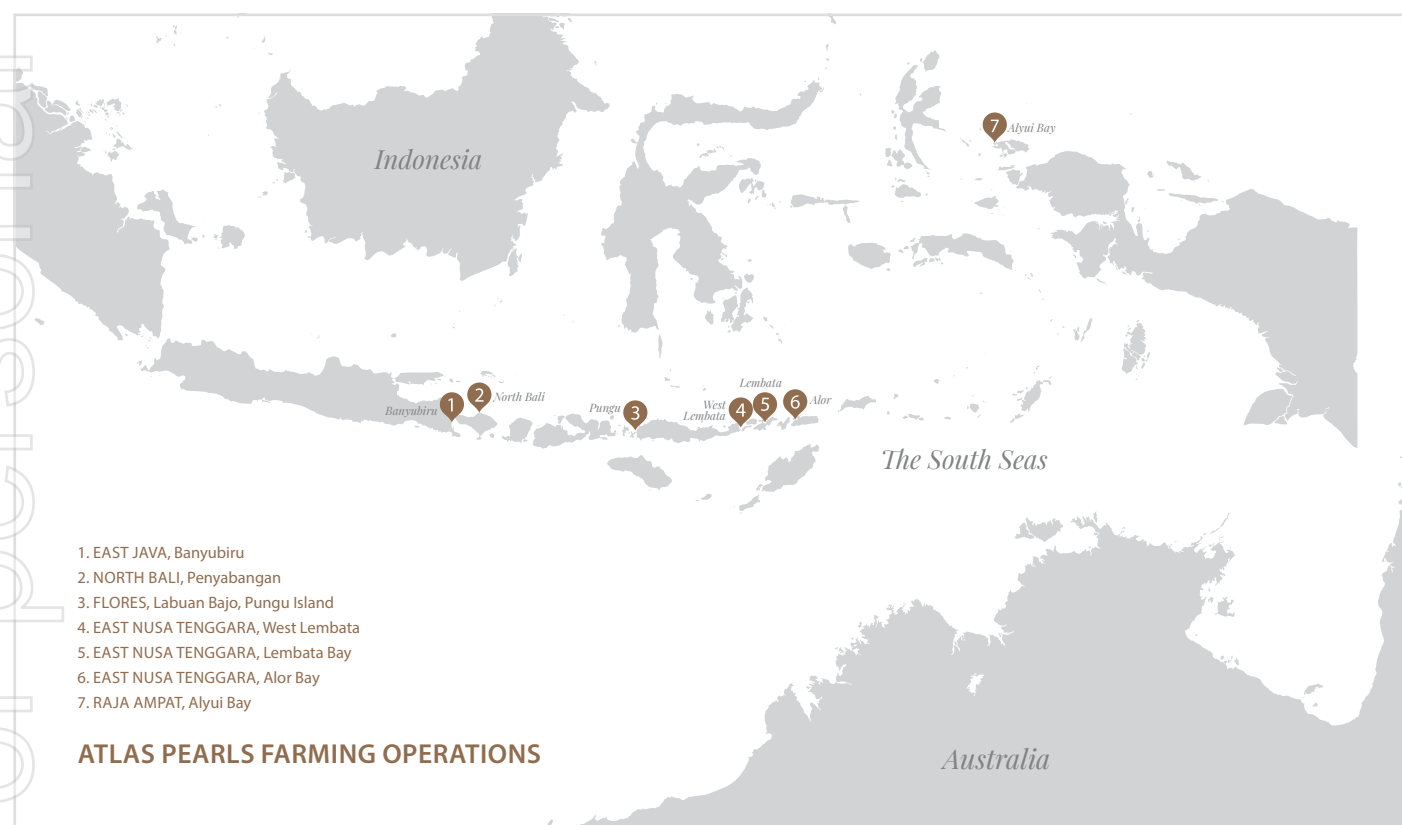 Indonesia
7 Alyui Bay
Lembata
Banyubiru 1 2 North Bali
Pungu 3
West
Lembata 4 5 6 Alor
The South Seas
1. EAST JAVA, Banyubiru
2. NORTH BALI, Penyabangan
3. FLORES, Labuan Bajo, Pungu Island
4. EAST NUSA TENGGARA, West Lembata
5. EAST NUSA TENGGARA, Lembata Bay
6. EAST NUSA TENGGARA, Alor Bay
7. RAJA AMPAT, Alyui Bay
ATLAS PEARLS FARMING OPERATIONS
Australia